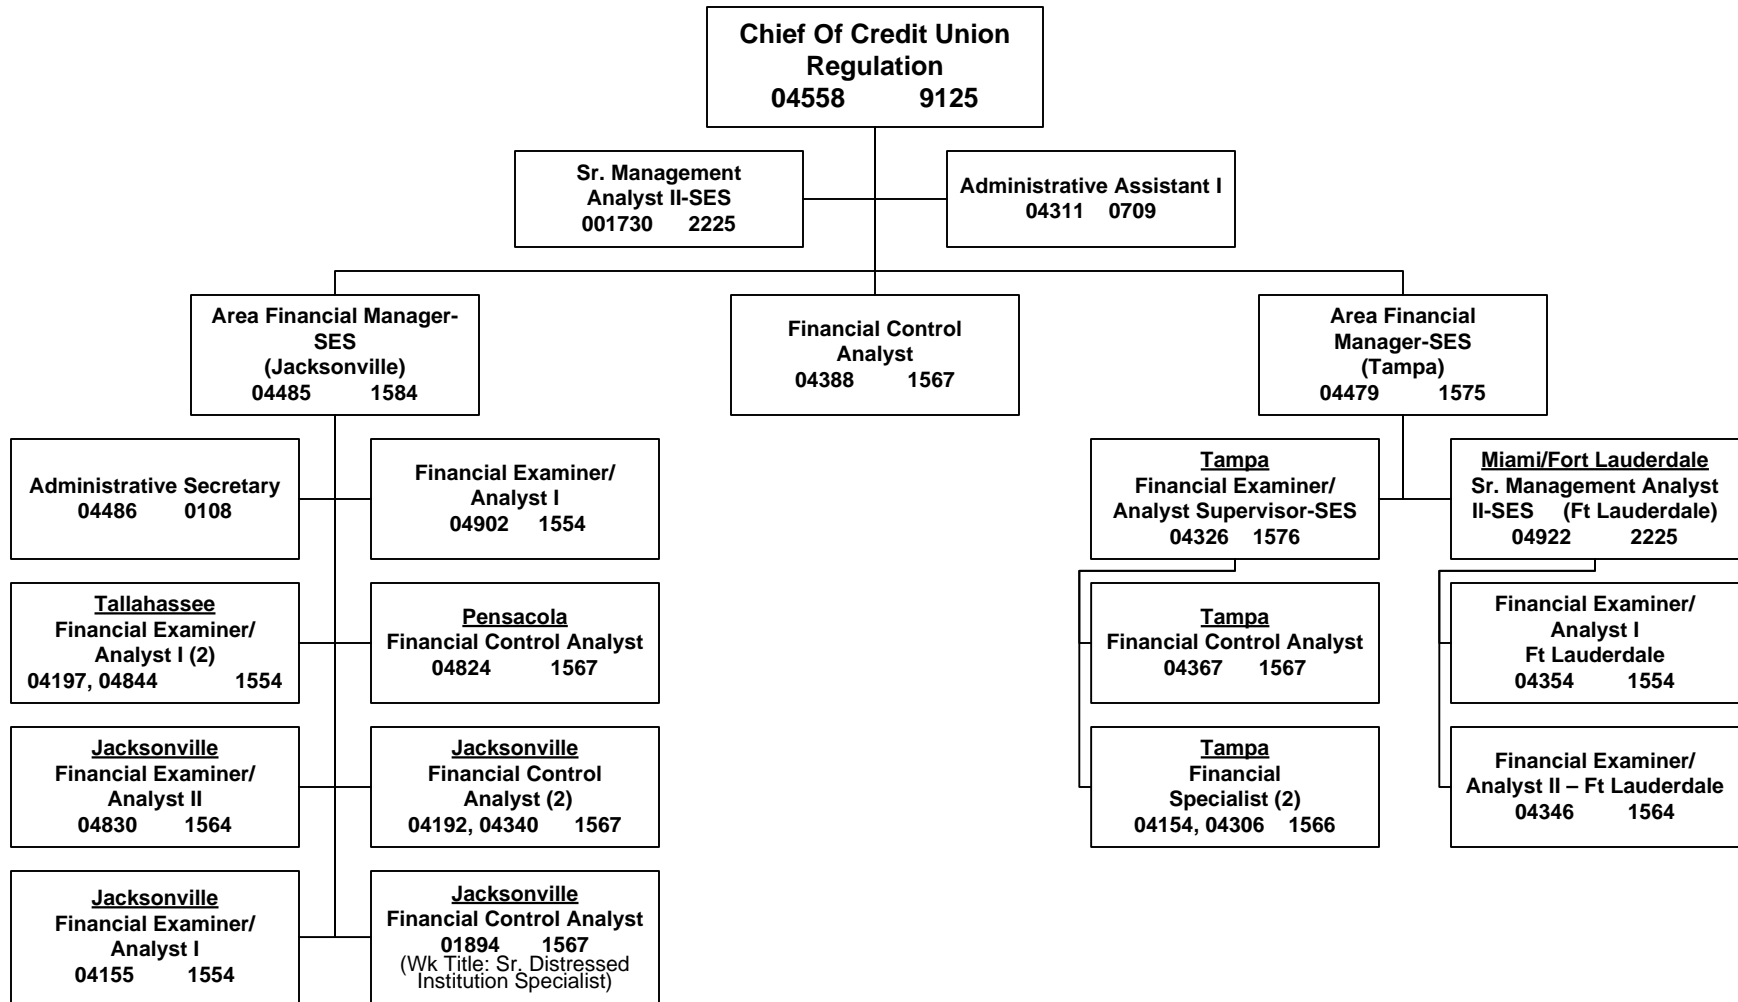 Chief Of Credit Union
Regulation
04558 9125
Sr. Management
Analyst II-SES
001730 2225
Administrative Assistant I
04311 0709
Area Financial Manager-
SES
(Jacksonville)
04485 1584
Financial Control
Analyst
04388 1567
Area Financial
Manager-SES
(Tampa)
04479 1575
Administrative Secretary
04486 0108
Financial Examiner/
Analyst I
04902 1554
Tampa
Financial Examiner/
Analyst Supervisor-SES
04326 1576
Miami/Fort Lauderdale
Sr. Management Analyst
II-SES (Ft Lauderdale)
04922 2225
Tallahassee
Financial Examiner/
Analyst I (2)
04197, 04844 1554
Pensacola
Financial Control Analyst
04824 1567
Tampa
Financial Control Analyst
04367 1567
Financial Examiner/
Analyst I
Ft Lauderdale
04354 1554
Jacksonville
Financial Examiner/
Analyst II
04830 1564
Jacksonville
Financial Control
Analyst (2)
04192, 04340 1567
Tampa
Financial
Specialist (2)
04154, 04306 1566
Financial Examiner/
Analyst II – Ft Lauderdale
04346 1564
Jacksonville
Financial Examiner/
Analyst I
04155 1554
Jacksonville
Financial Control Analyst
01894 1567
(Wk Title: Sr. Distressed
Institution Specialist)